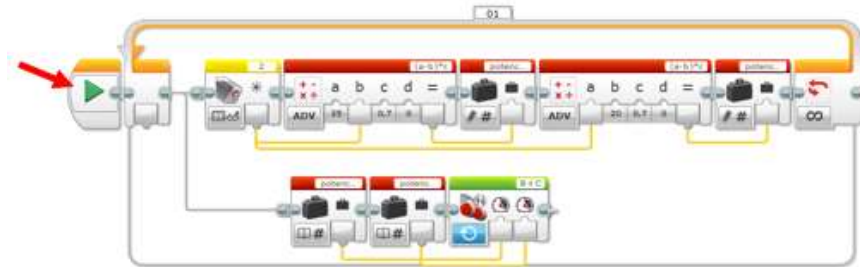 01
2 (a-b)*c potenc... (a-b)*c potenc...
a b c d = # a b c d = #
ADV 25 0,7 0 ADV 20 0,7 0 ∞
potenc... potenc... B + C
# #